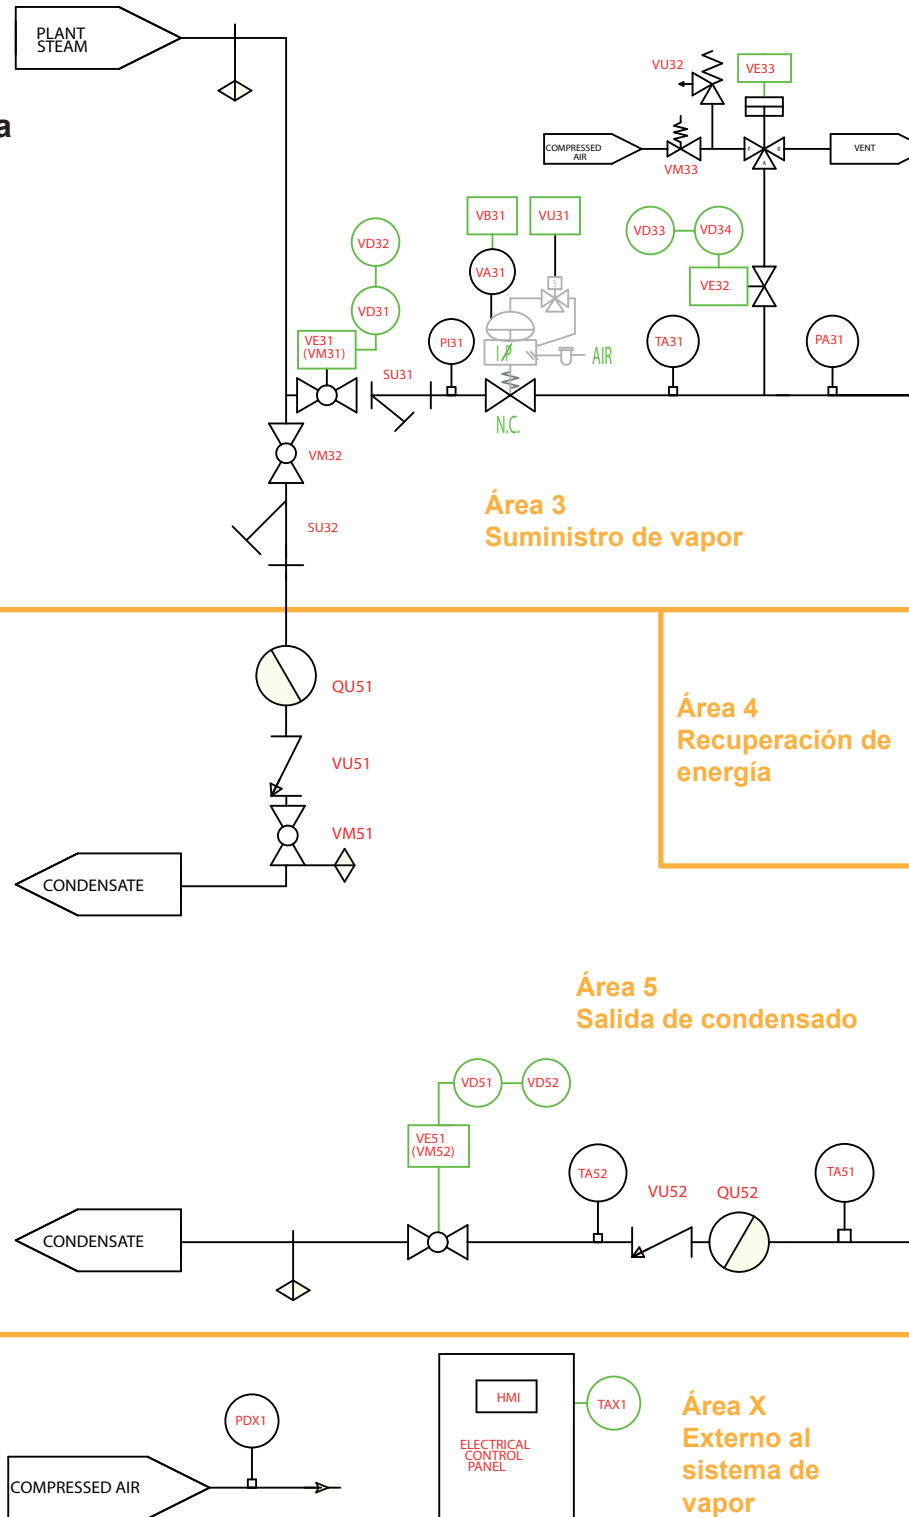 PLANT
STEAM
a
VU32
VE33
COMPRESSED
AIR
VM33
P
R
A
VENT
VD32
VB31
VU31
VD33
VD34
VA31
S
VE32
VD31
VE31
(VM31)
PI31
I/P
AIR
TA31
PA31
SU31
N.C.
VM32
SU32
Área 3
Suministro de vapor
QU51
VU51
VM51
CONDENSATE
Área 4
Recuperación de
energía
Área 5
Salida de condensado
VD51
VD52
VE51
(VM52)
TA52
VU52
QU52
TA51
CONDENSATE
PDX1
COMPRESSED AIR
HMI
ELECTRICAL
CONTROL
PANEL
TAX1
Área X
Externo al
sistema de
vapor